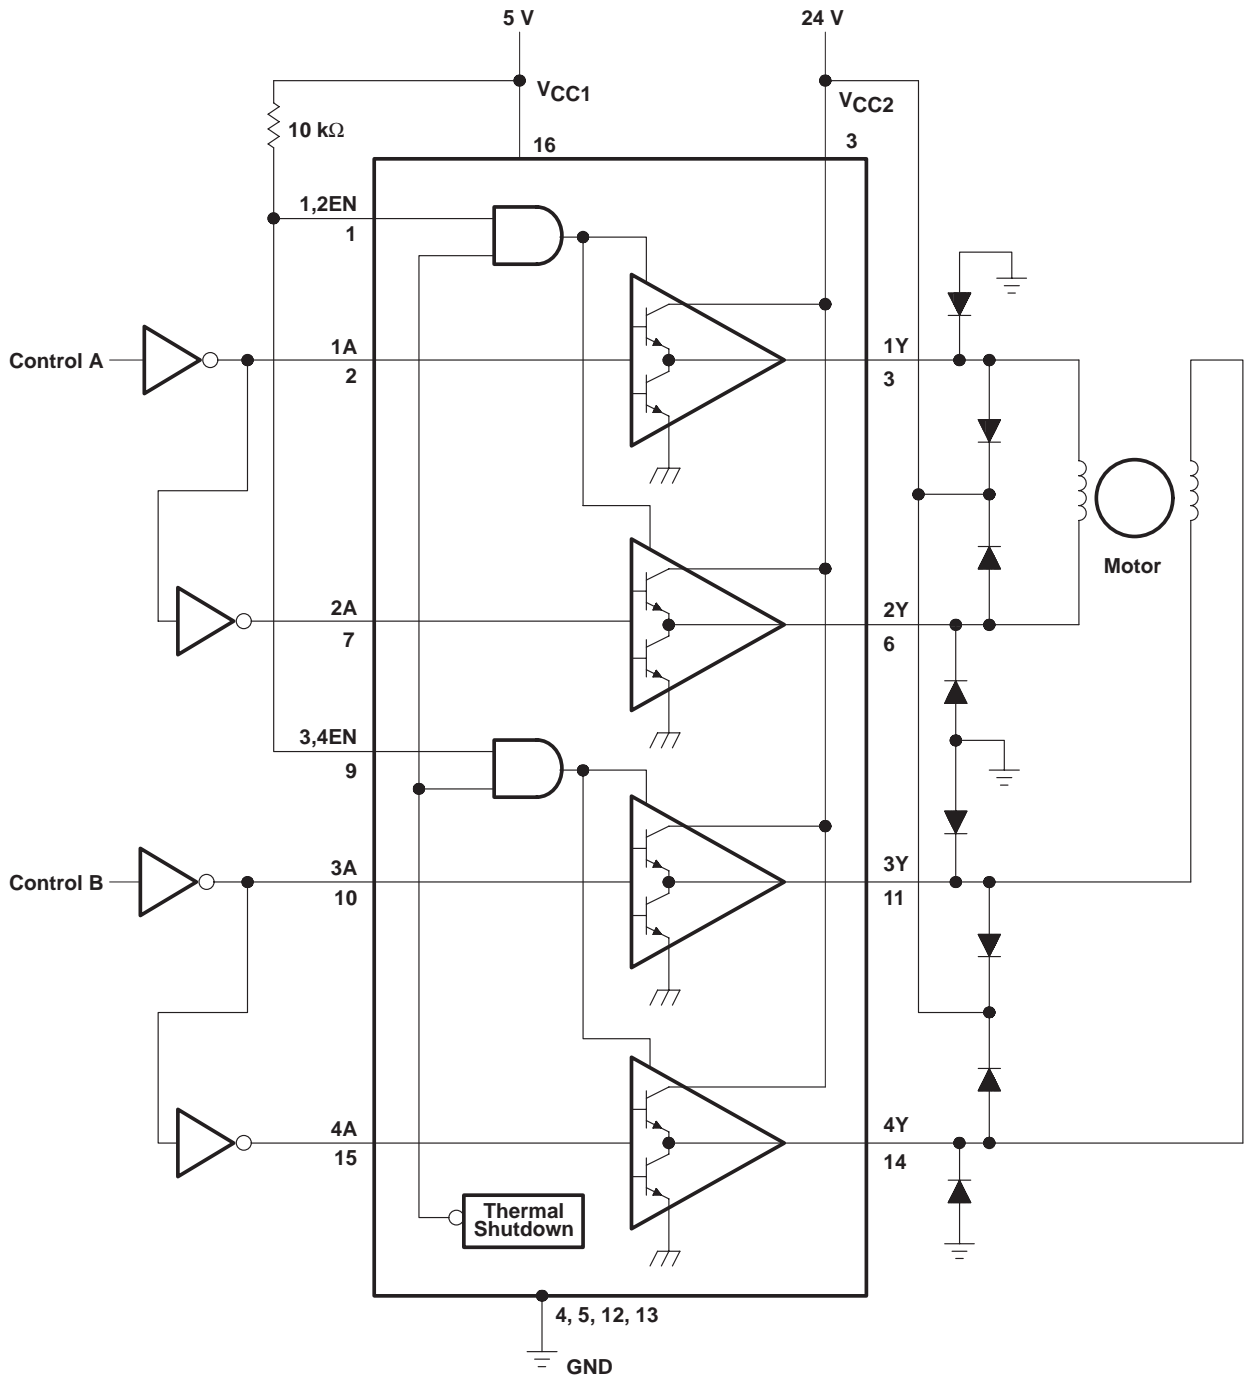 5 V
24 V
VCC1
VCC2
10 kΩ
16
3
1,2EN
1
Control A
1A
2
1Y
3
Motor
2A
7
2Y
6
3,4EN
9
Control B
3A
10
3Y
11
4A
15
4Y
14
Thermal
Shutdown
4, 5, 12, 13
GND